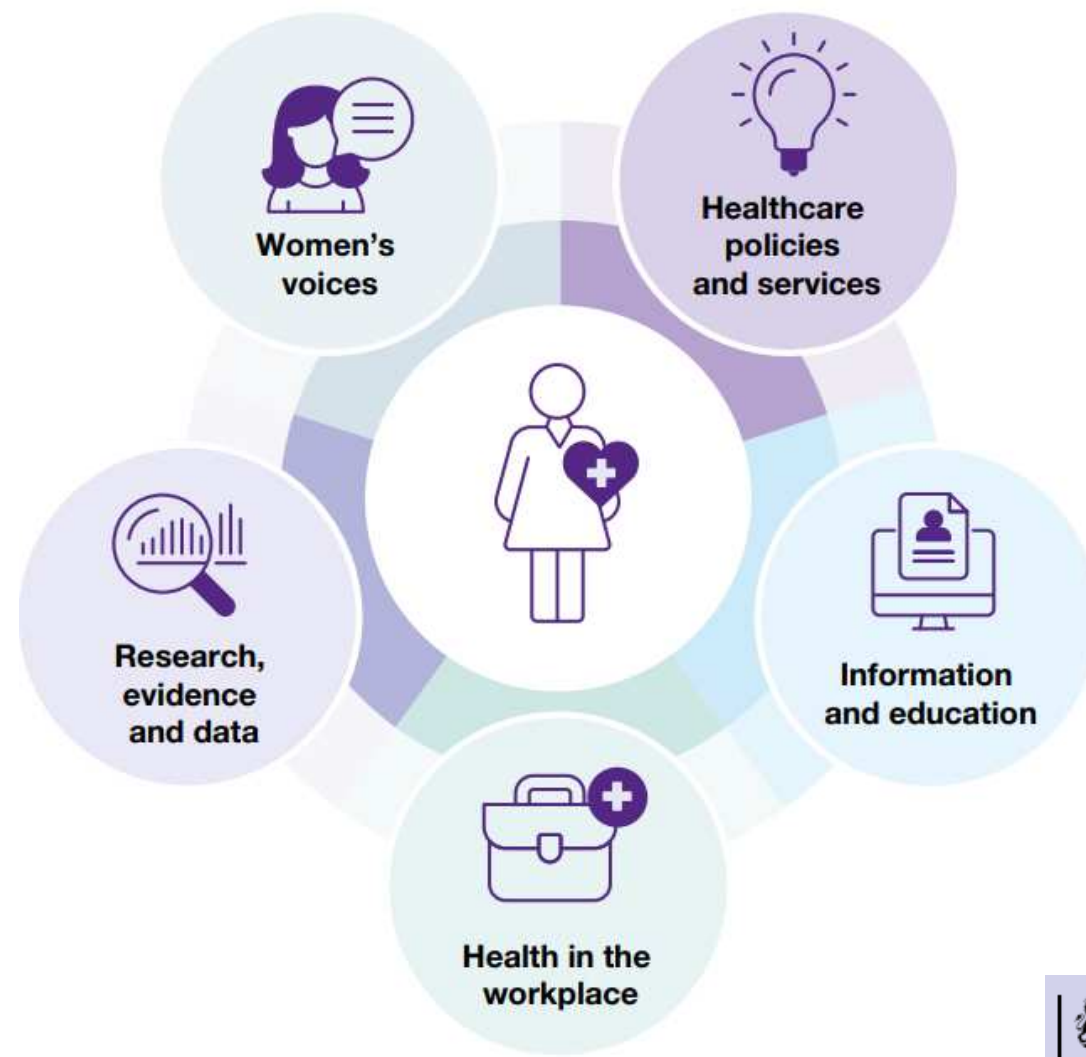 Women's
voices
Healthcare
policies
and services
Information
and education
Health in the
workplace
Research,
evidence
and data